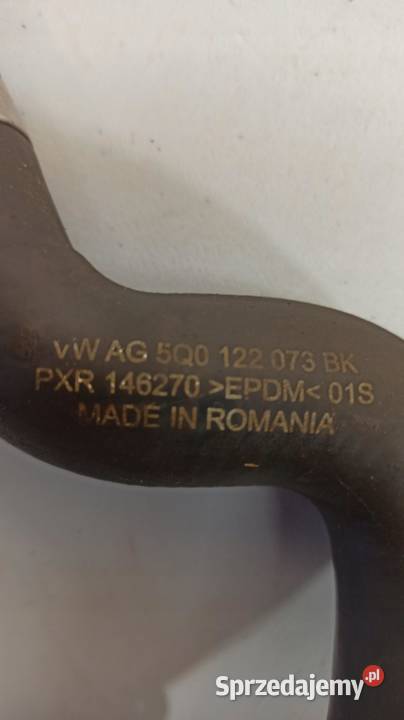 vW AG 5Q0 122 073 BK
PXR 146270 >EPDM< 01S
MADE IN ROMANIA
Sprzedajemy.pl